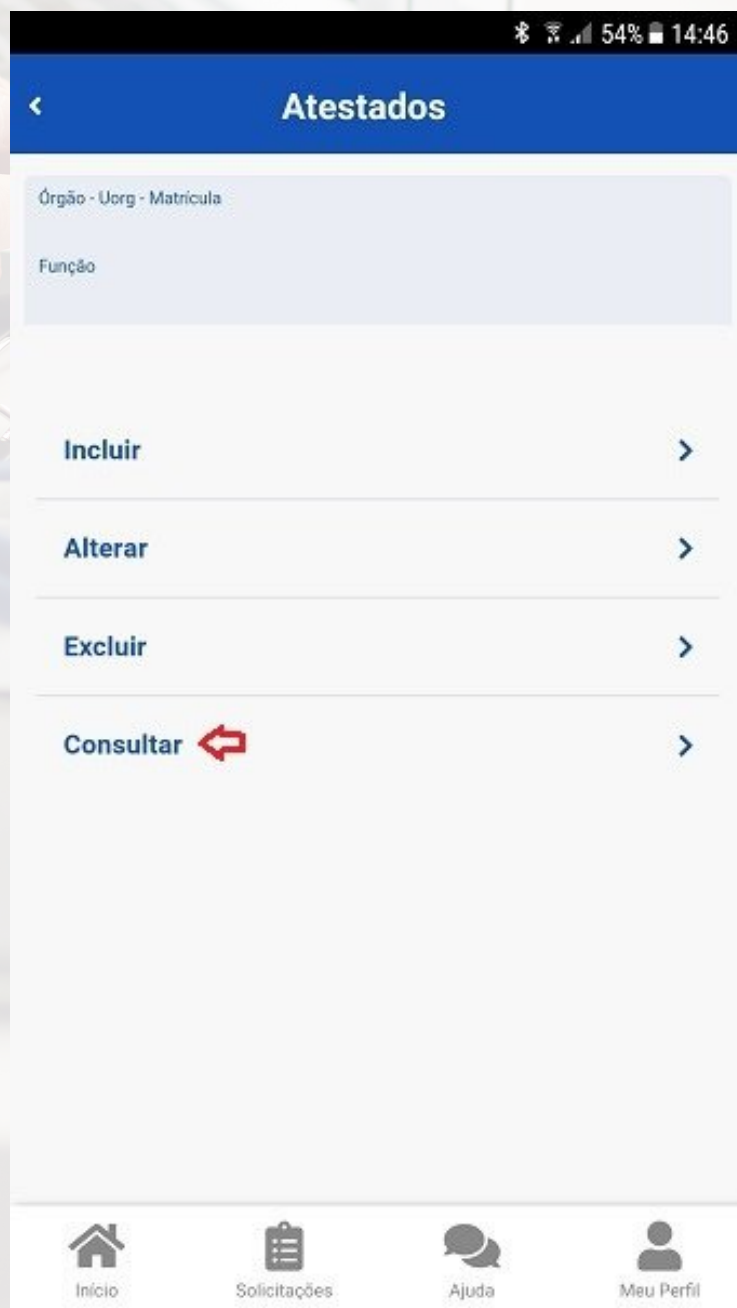 54% 14:46
Atestados
Órgão - Uorg - Matrícula
Função
Incluir
Alterar
Excluir
Consultar
Início Solicitações Ajuda Meu Perfil